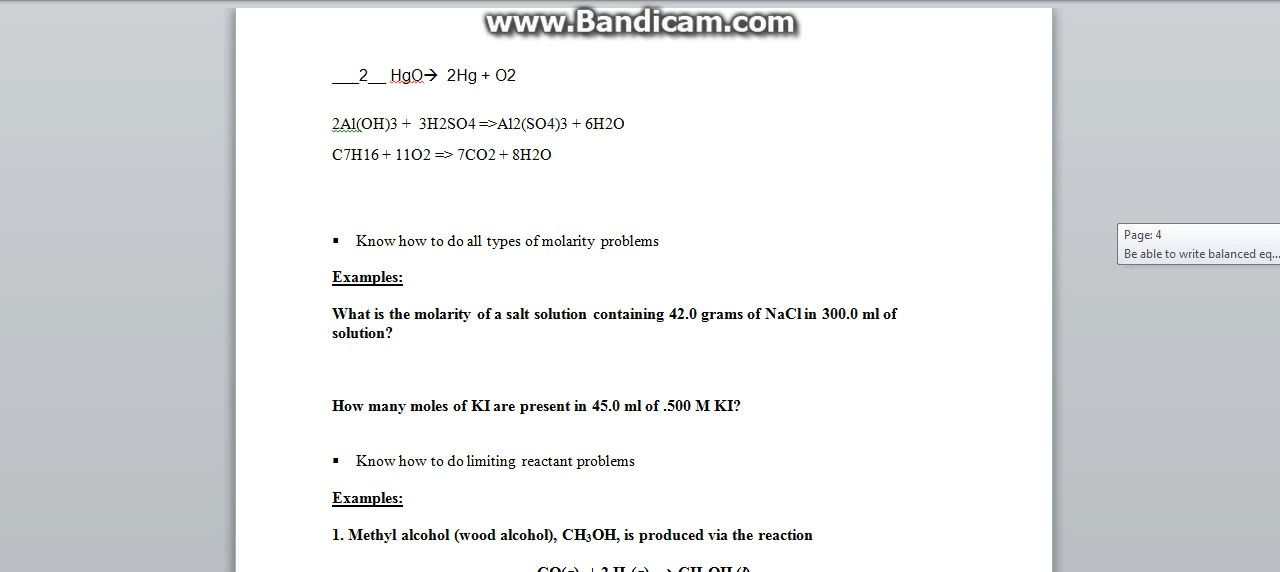 www.Bandicam.com
___2__ HgO→ 2Hg + O2
2Al(OH)3 + 3H2SO4 =>Al2(SO4)3 + 6H2O
C7H16 + 11O2 => 7CO2 + 8H2O
▪ Know how to do all types of molarity problems
Page: 4
Be able to write balanced eq...
Examples:
What is the molarity of a salt solution containing 42.0 grams of NaCl in 300.0 ml of
solution?
How many moles of KI are present in 45.0 ml of .500 M KI?
▪ Know how to do limiting reactant problems
Examples:
1. Methyl alcohol (wood alcohol), CH₃OH, is produced via the reaction